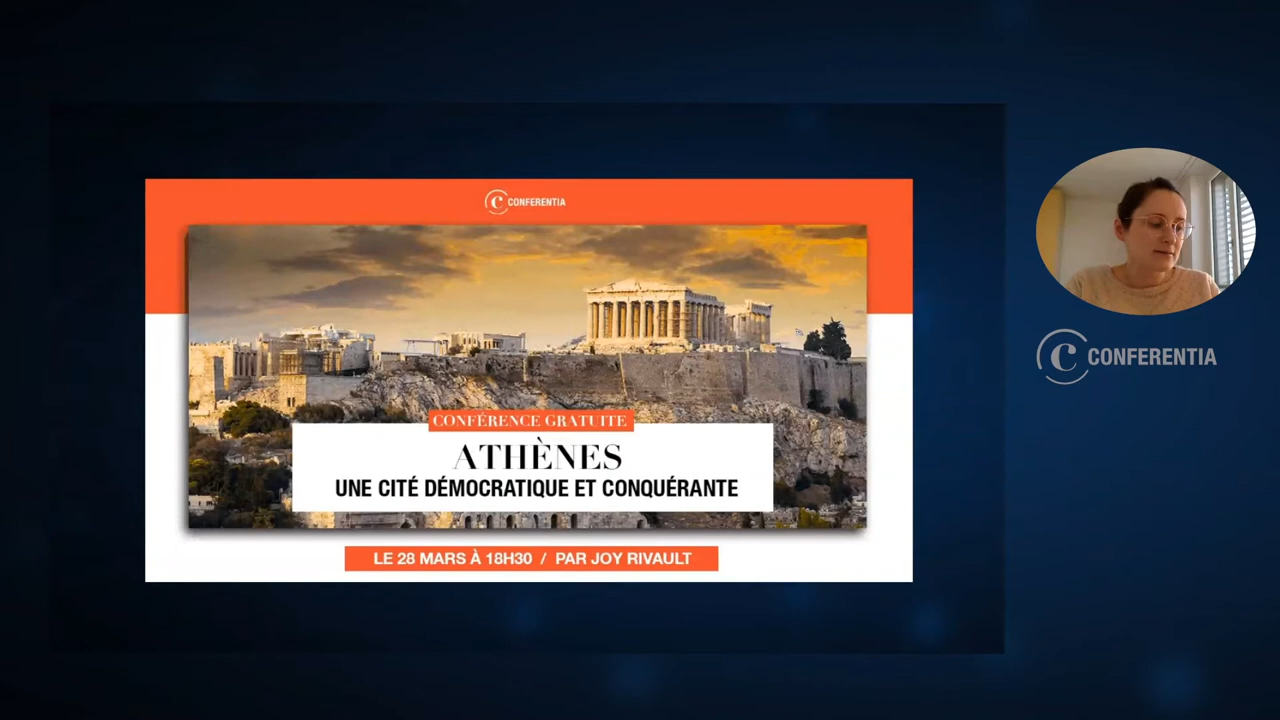 CONFERENTIA
CONFÉRENCE GRATUITE
ATHÈNES
UNE CITÉ DÉMOCRATIQUE ET CONQUÉRANTE
LE 28 MARS À 18H30 / PAR JOY RIVAULT
CONFERENTIA